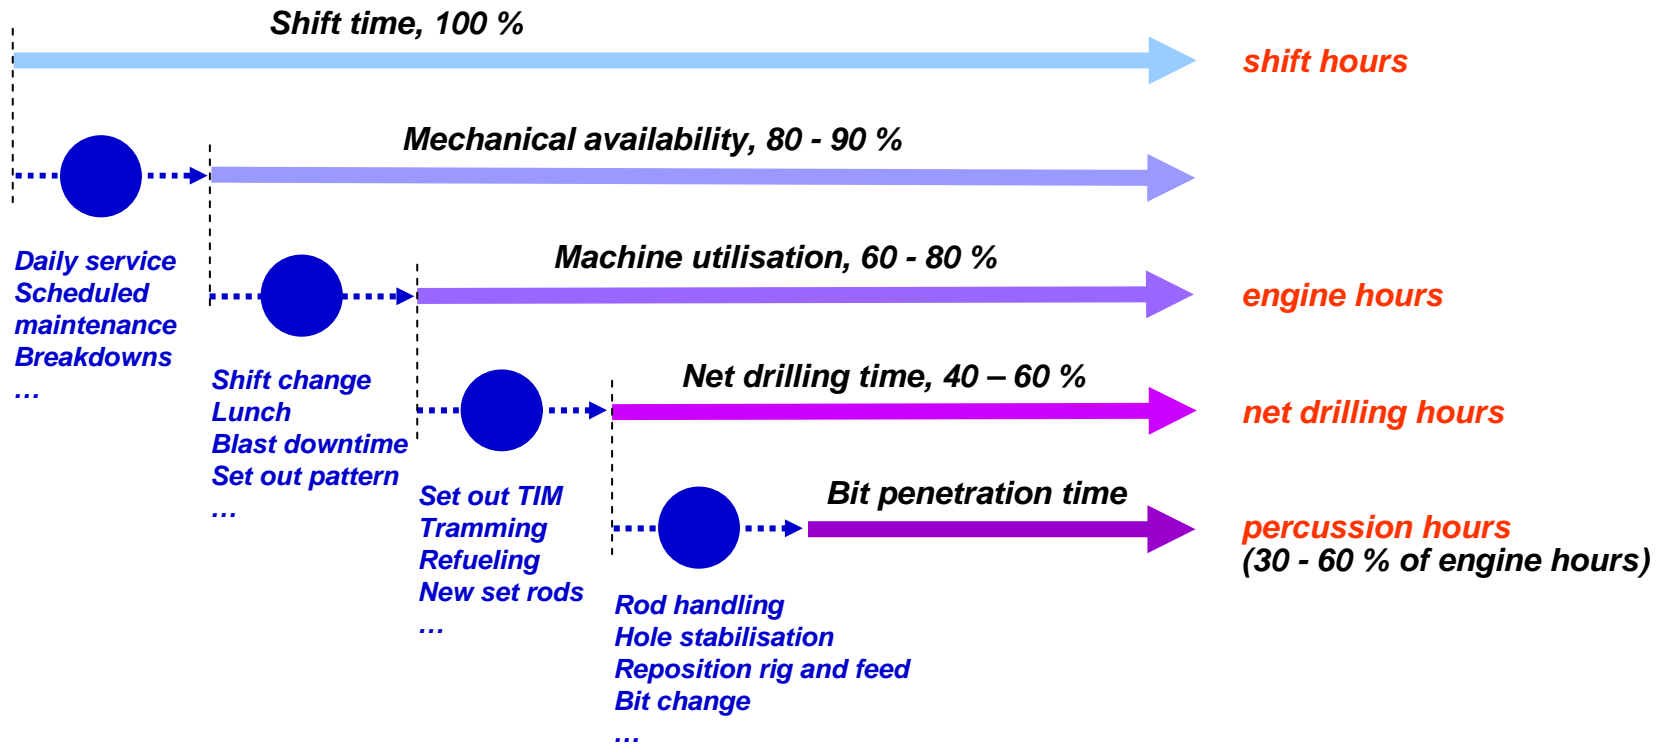 Shift time, 100 %
shift hours
Mechanical availability, 80 - 90 %
Daily service
Scheduled
maintenance
Breakdowns
…
Machine utilisation, 60 - 80 %
engine hours
Shift change
Lunch
Blast downtime
Set out pattern
…
Net drilling time, 40 – 60 %
net drilling hours
Set out TIM
Tramming
Refueling
New set rods
…
Bit penetration time
percussion hours
(30 - 60 % of engine hours)
Rod handling
Hole stabilisation
Reposition rig and feed
Bit change
…